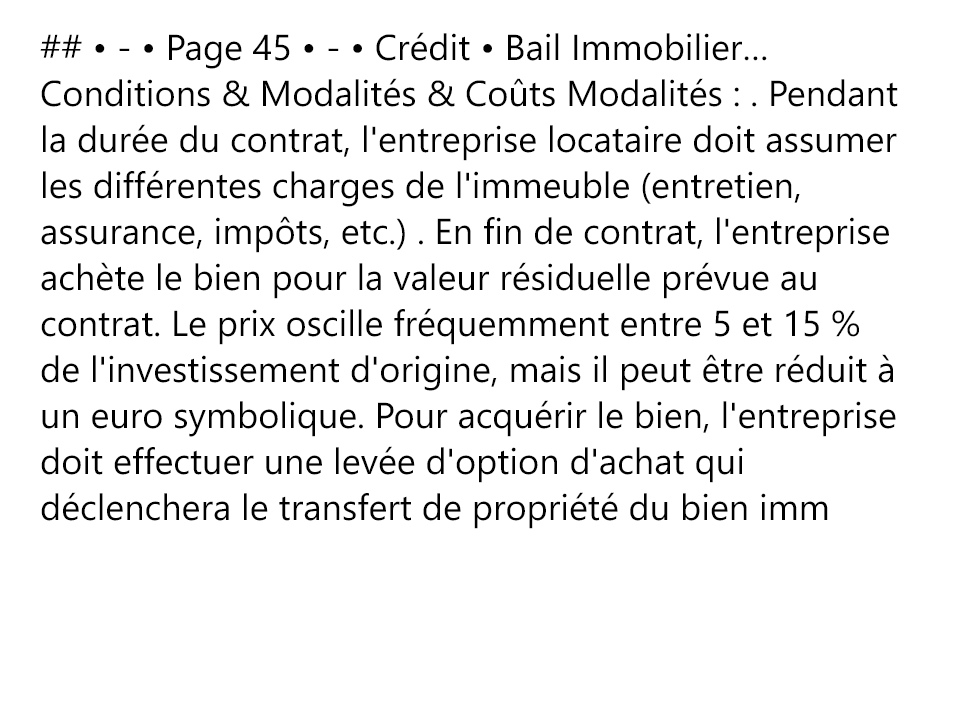 ## • - • Page 45 • - • Crédit • Bail Immobilier...
Conditions & Modalités & Coûts Modalités : . Pendant
la durée du contrat, l'entreprise locataire doit assumer
les différentes charges de l'immeuble (entretien,
assurance, impôts, etc.) . En fin de contrat, l'entreprise
achète le bien pour la valeur résiduelle prévue au
contrat. Le prix oscille fréquemment entre 5 et 15 %
de l'investissement d'origine, mais il peut être réduit à
un euro symbolique. Pour acquérir le bien, l'entreprise
doit effectuer une levée d'option d'achat qui
déclenchera le transfert de propriété du bien imm